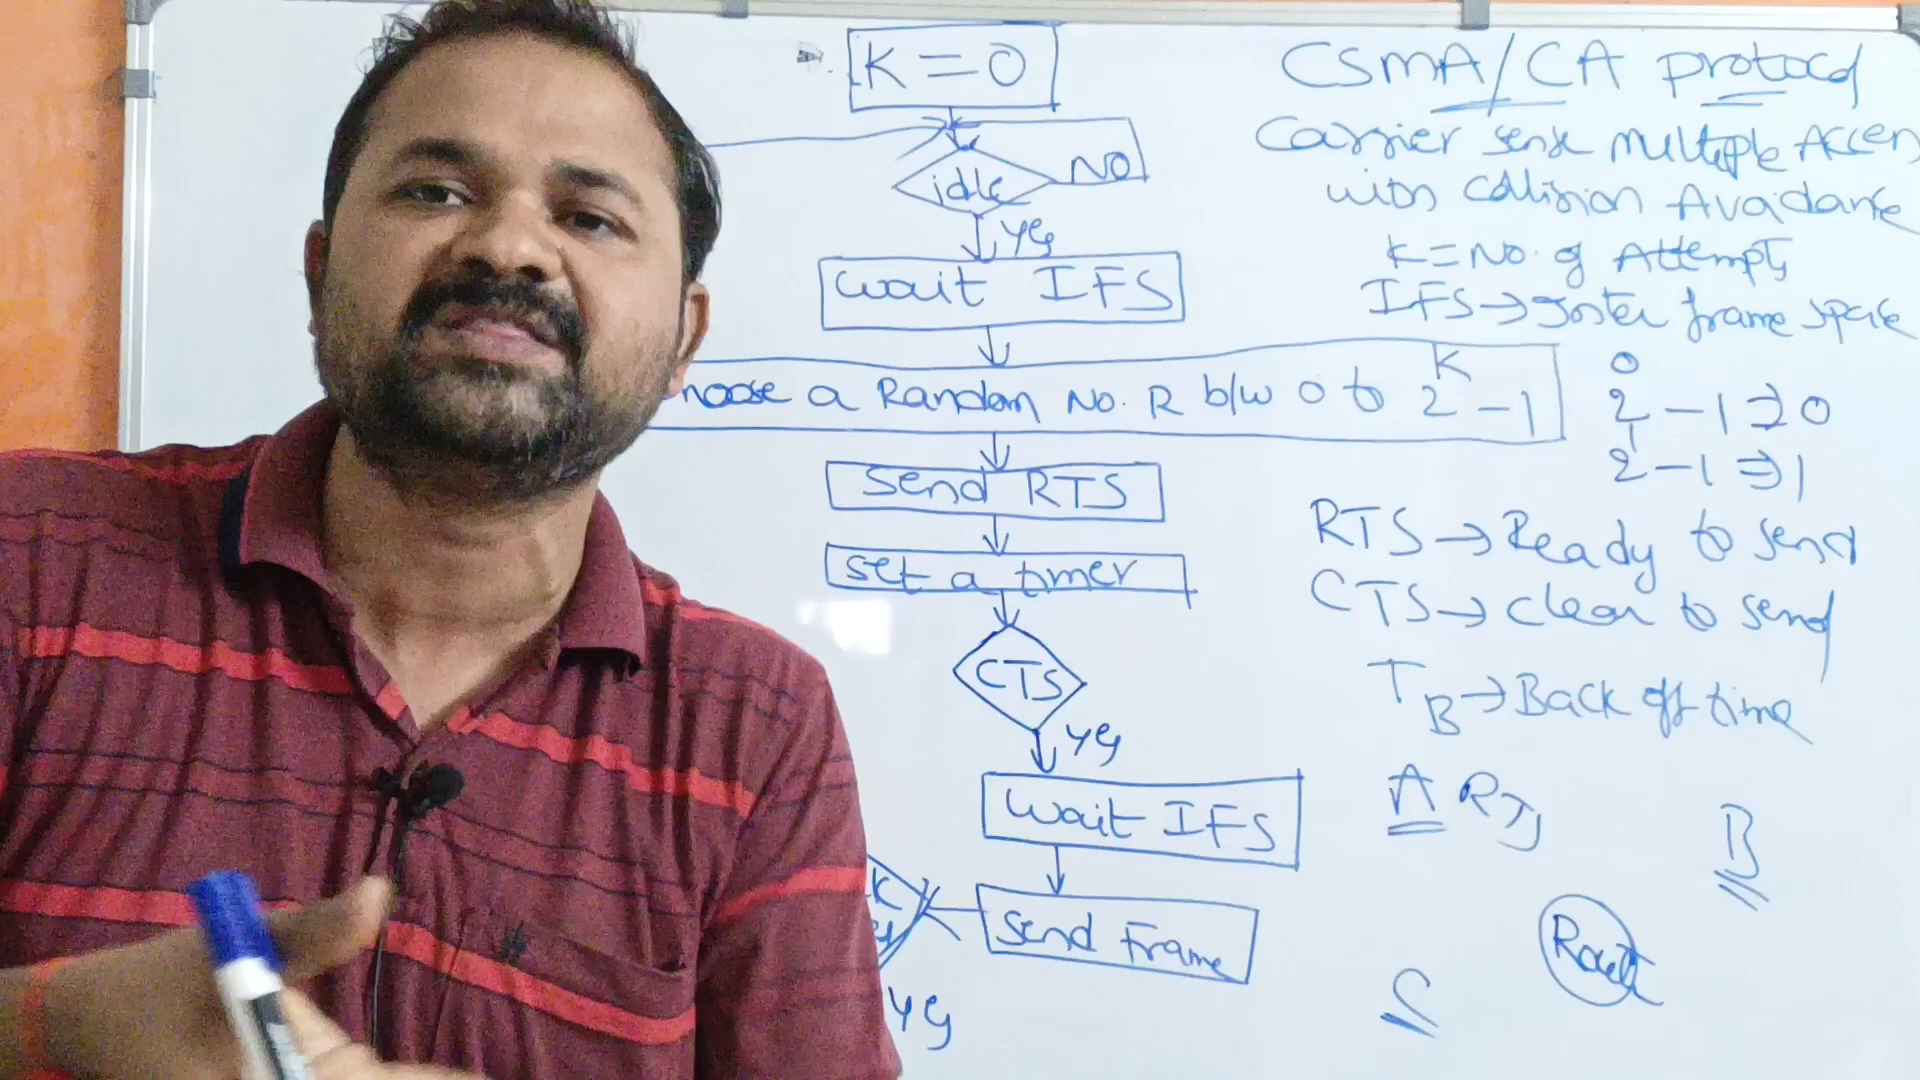 K = 0
idle
NO
Yes
wait IFS
hoose a Random No. R b/w 0 to 2^K - 1
Send RTS
set a timer
CTS
Yes
wait IFS
Send Frame
K
Yes
CSMA/CA protocol
Carrier sense multiple Access
with Collision Avoidance
K = No. of Attempts
IFS → Inter frame space
2^0 - 1 ⇒ 0
2^1 - 1 ⇒ 1
RTS → Ready to send
CTS → Clear to send
T_B → Back off time
A RTS
B
C